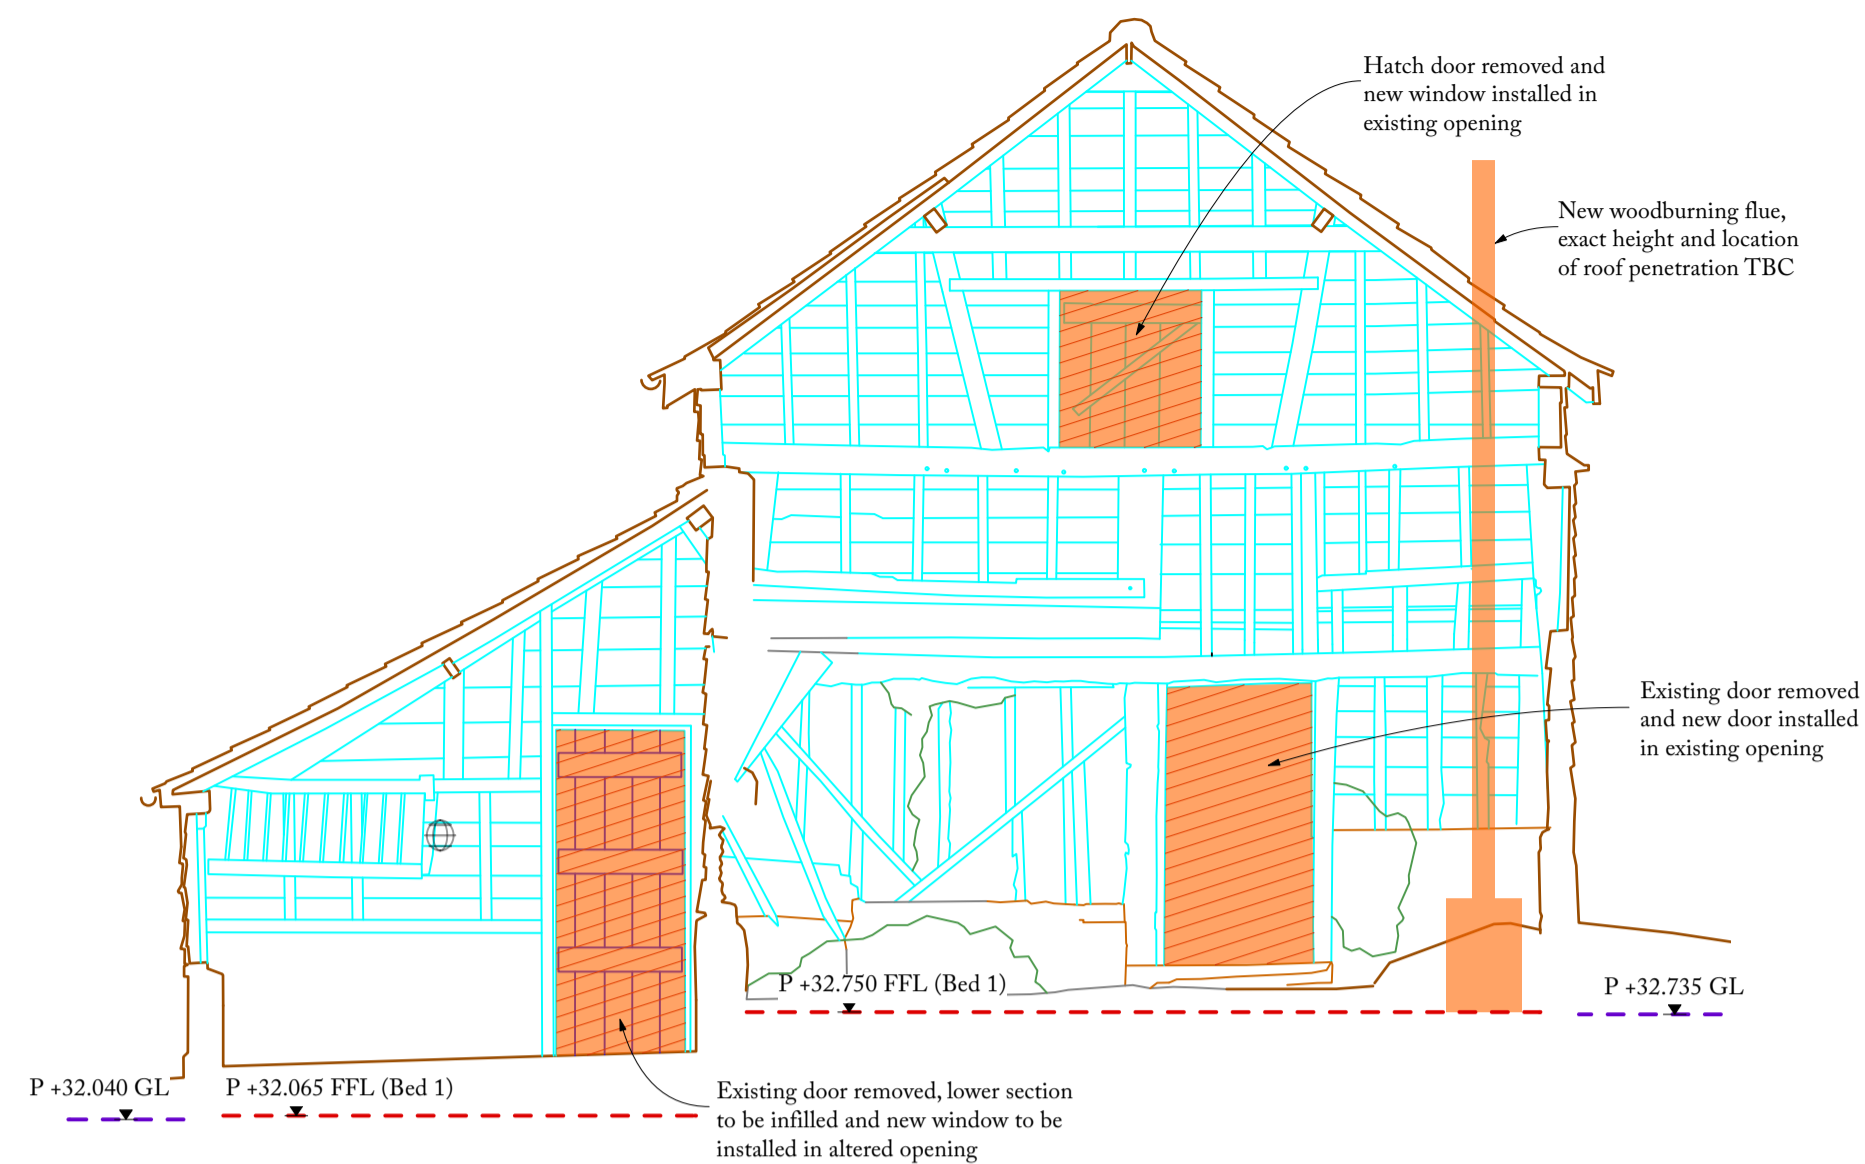 Hatch door removed and
new window installed in
existing opening
New woodburning flue,
exact height and location
of roof penetration TBC
Existing door removed
and new door installed
in existing opening
P +32.750 FFL (Bed 1)
P +32.735 GL
P +32.040 GL
P +32.065 FFL (Bed 1)
Existing door removed, lower section
to be infilled and new window to be
installed in altered opening